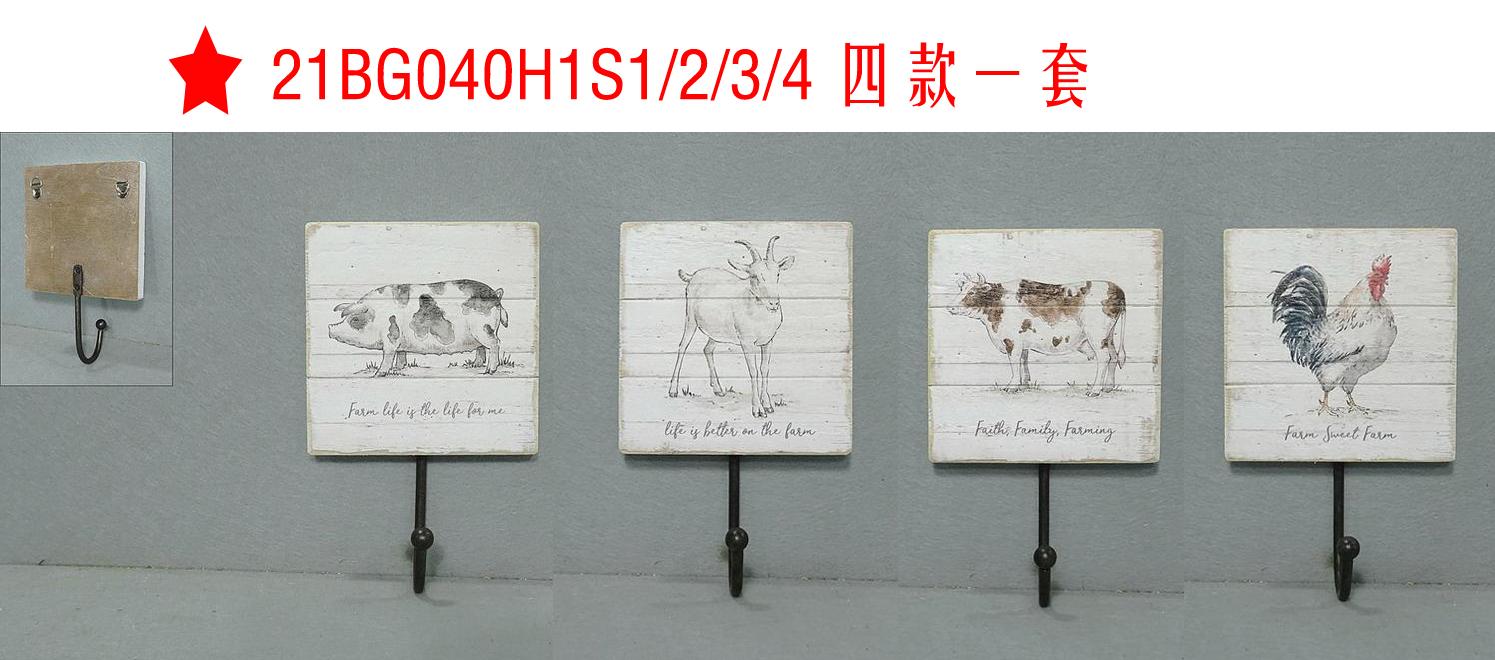 21BG040H1S1/2/3/4 四款一套
Farm life is the life for me
life is better on the farm
Faith, Family, Farming
Farm Sweet Farm